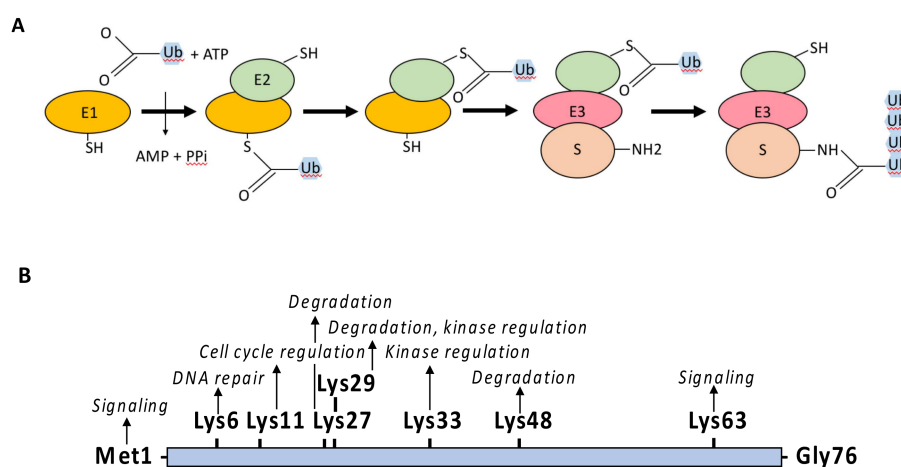 A
O
O
Ub + ATP
E1
SH
AMP + PPi
SH
E2
S
O
Ub
S
O
Ub
SH
S
O
Ub
E3
S
NH2
SH
E3
S
NH
O
B
Degradation
Degradation, kinase regulation
Cell cycle regulation Kinase regulation
DNA repair Lys29 Degradation Signaling
Signaling Lys6 Lys11 Lys27 Lys33 Lys48 Lys63
Met1 Gly76